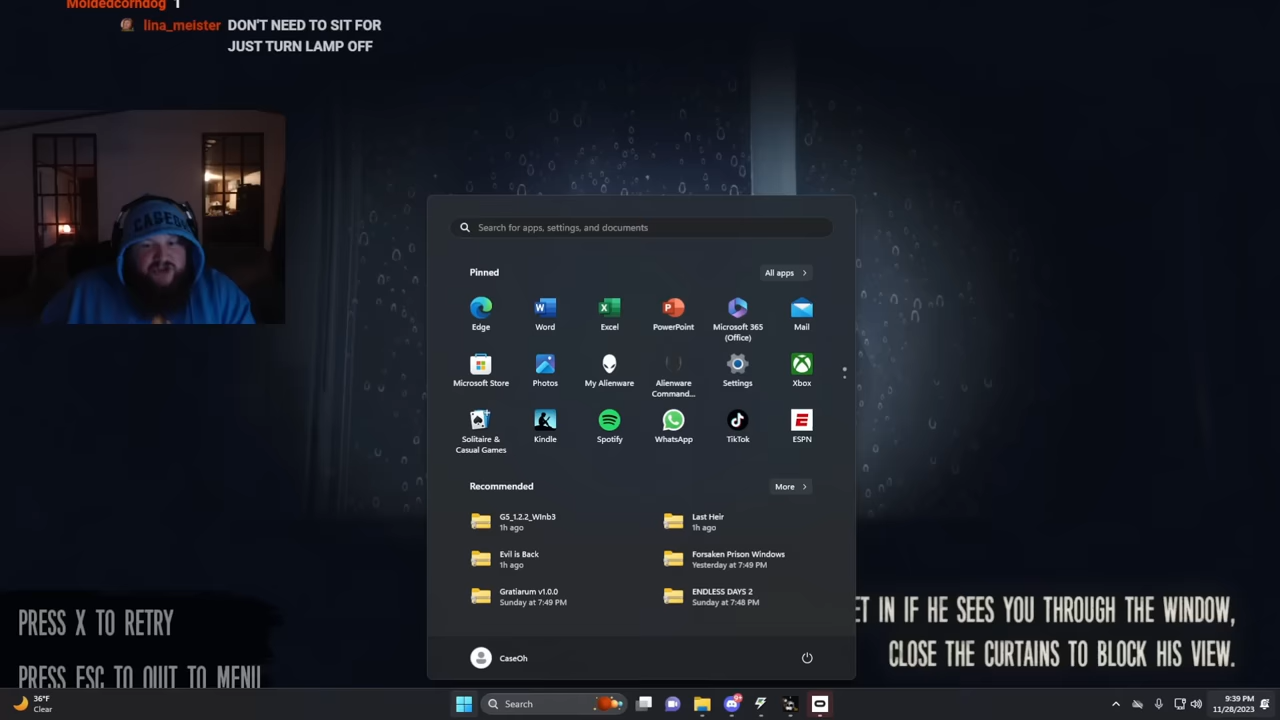 Moldedcorndog 1
lina_meister DON'T NEED TO SIT FOR
JUST TURN LAMP OFF
CASEOH
Search for apps, settings, and documents
Pinned
All apps
Edge
Word
Excel
PowerPoint
Microsoft 365
(Office)
Mail
Microsoft Store
Photos
My Alienware
Alienware
Command...
Settings
Xbox
Solitaire &
Casual Games
Kindle
Spotify
WhatsApp
TikTok
ESPN
Recommended
More
G5_1.2.2_WInb3
1h ago
Last Heir
1h ago
Evil is Back
1h ago
Forsaken Prison Windows
Yesterday at 7:49 PM
Gratiarum v1.0.0
Sunday at 7:49 PM
ENDLESS DAYS 2
Sunday at 7:48 PM
CaseOh
PRESS X TO RETRY
PRESS ESC TO QUIT TO MENU
ET IN IF HE SEES YOU THROUGH THE WINDOW,
CLOSE THE CURTAINS TO BLOCK HIS VIEW.
36°F
Clear
Search
9:39 PM
11/28/2023